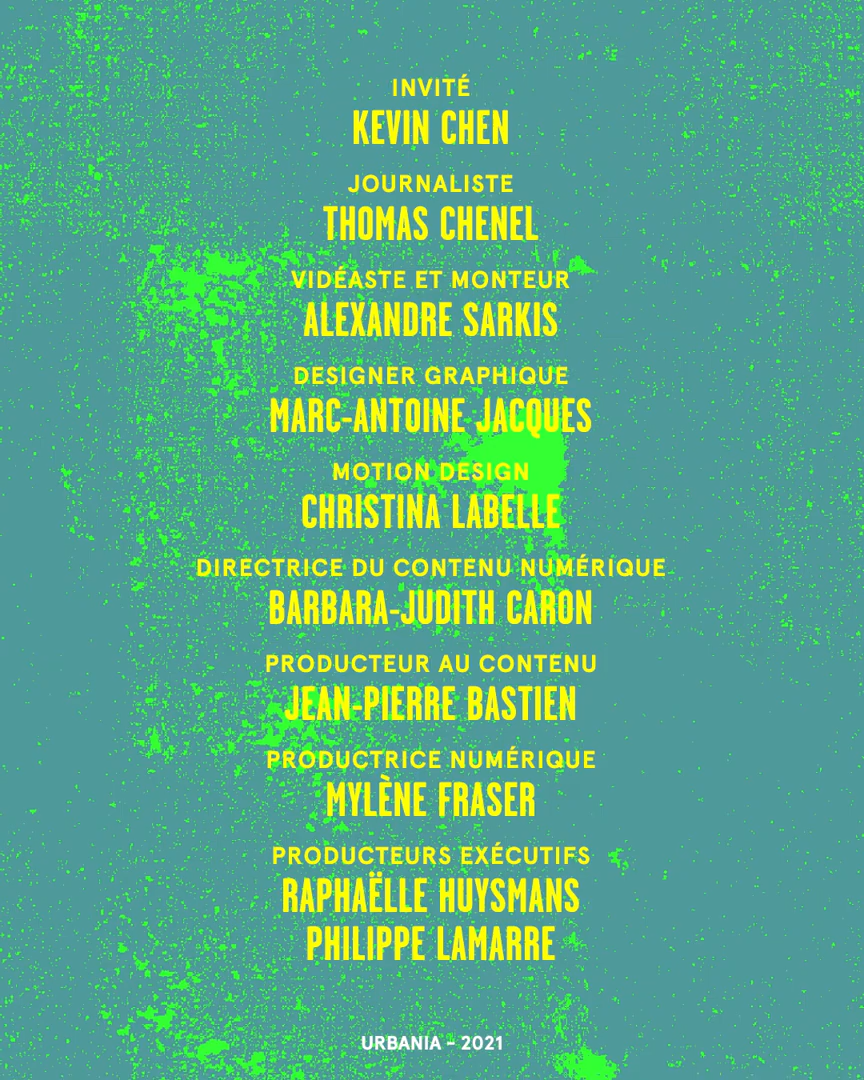 INVITÉ
KEVIN CHEN
JOURNALISTE
THOMAS CHENEL
VIDÉASTE ET MONTEUR
ALEXANDRE SARKIS
DESIGNER GRAPHIQUE
MARC-ANTOINE JACQUES
MOTION DESIGN
CHRISTINA LABELLE
DIRECTRICE DU CONTENU NUMÉRIQUE
BARBARA-JUDITH CARON
PRODUCTEUR AU CONTENU
JEAN-PIERRE BASTIEN
PRODUCTRICE NUMÉRIQUE
MYLÈNE FRASER
PRODUCTEURS EXÉCUTIFS
RAPHAËLLE HUYSMANS
PHILIPPE LAMARRE
URBANIA - 2021